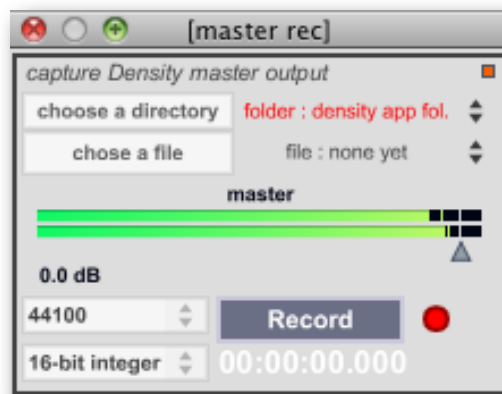 [master rec]
capture Density master output
choose a directory folder : density app fol.
chose a file file : none yet
master
0.0 dB
44100 Record
16-bit integer 00:00:00.000